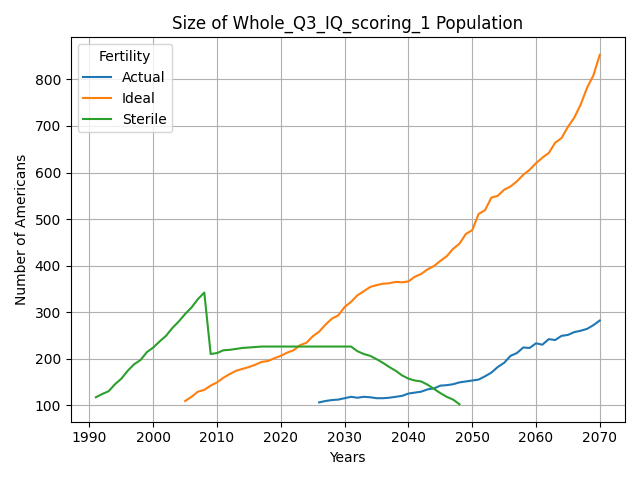 Size of Whole_Q3_IQ_scoring_1 Population
Fertility
Actual
Ideal
Sterile
Number of Americans
800
700
600
500
400
300
200
100
1990 2000 2010 2020 2030 2040 2050 2060 2070
Years